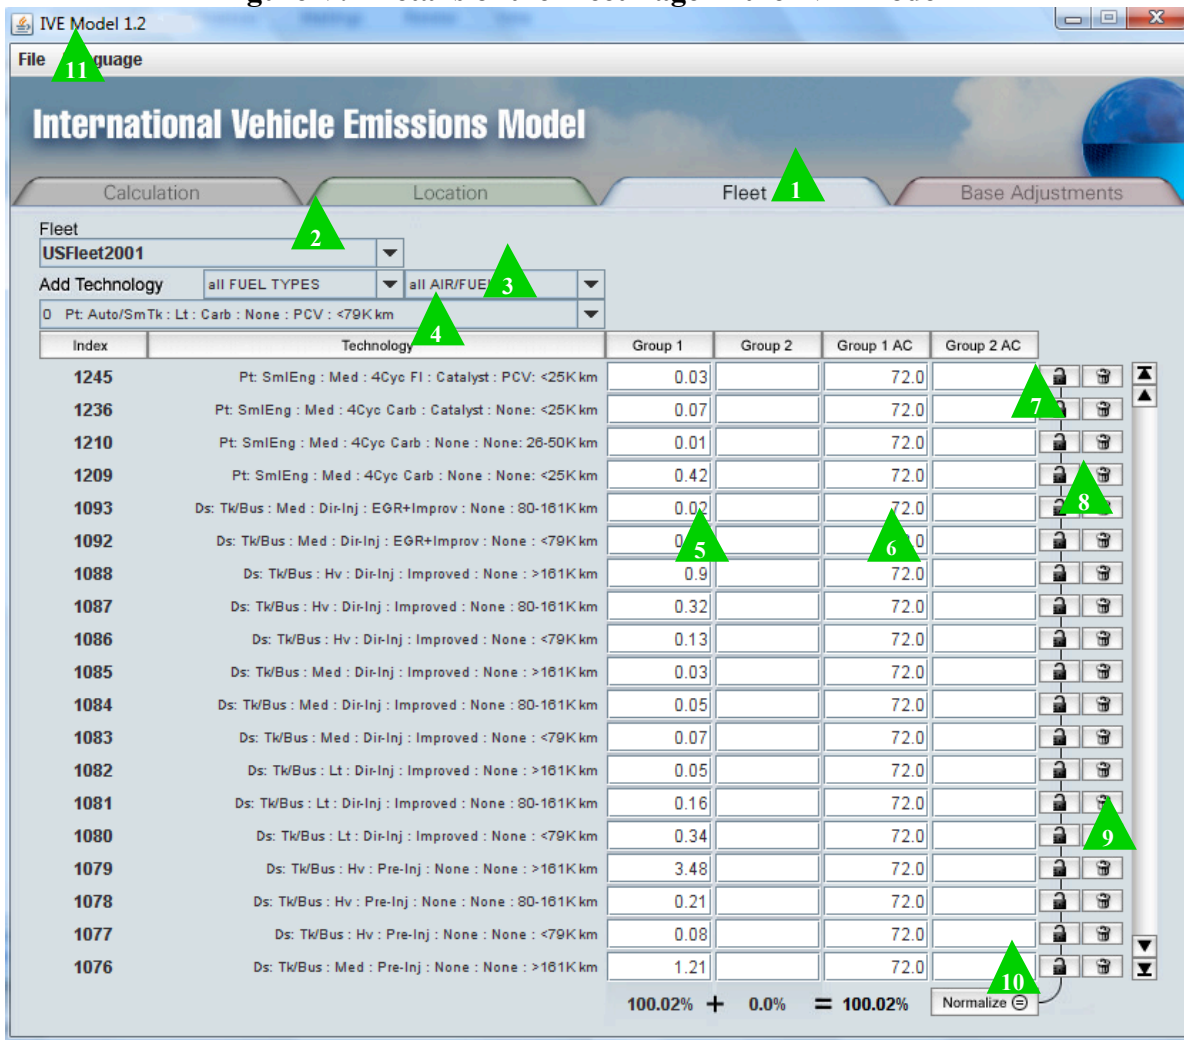 IVE Model 1.2
File guage
11
International Vehicle Emissions Model
Calculation Location Fleet 1 Base Adjustments
Fleet
2
USFleet2001
Add Technology all FUEL TYPES all AIR/FUE 3
0 Pt: Auto/SmTk : Lt : Carb : None : PCV : <79K km
4
Index Technology Group 1 Group 2 Group 1 AC Group 2 AC
1245 Pt: SmlEng : Med : 4Cyc FI : Catalyst : PCV: <25K km 0.03 72.0
7
1236 Pt: SmlEng : Med : 4Cyc Carb : Catalyst : None: <25K km 0.07 72.0
1210 Pt: SmlEng : Med : 4Cyc Carb : None : None: 26-50K km 0.01 72.0
1209 Pt: SmlEng : Med : 4Cyc Carb : None : None: <25K km 0.42 72.0
8
1093 Ds: Tk/Bus : Med : Dir-Inj : EGR+Improv : None : 80-161K km 0.02 72.0
1092 Ds: Tk/Bus : Med : Dir-Inj : EGR+Improv : None : <79K km 0 5 6 0
1088 Ds: Tk/Bus : Hv : Dir-Inj : Improved : None : >161K km 0.9 72.0
1087 Ds: Tk/Bus : Hv : Dir-Inj : Improved : None : 80-161K km 0.32 72.0
1086 Ds: Tk/Bus : Hv : Dir-Inj : Improved : None : <79K km 0.13 72.0
1085 Ds: Tk/Bus : Med : Dir-Inj : Improved : None : >161K km 0.03 72.0
1084 Ds: Tk/Bus : Med : Dir-Inj : Improved : None : 80-161K km 0.05 72.0
1083 Ds: Tk/Bus : Med : Dir-Inj : Improved : None : <79K km 0.07 72.0
1082 Ds: Tk/Bus : Lt : Dir-Inj : Improved : None : >161K km 0.05 72.0
1081 Ds: Tk/Bus : Lt : Dir-Inj : Improved : None : 80-161K km 0.16 72.0
1080 Ds: Tk/Bus : Lt : Dir-Inj : Improved : None : <79K km 0.34 72.0 9
1079 Ds: Tk/Bus : Hv : Pre-Inj : None : None : >161K km 3.48 72.0
1078 Ds: Tk/Bus : Hv : Pre-Inj : None : None : 80-161K km 0.21 72.0
1077 Ds: Tk/Bus : Hv : Pre-Inj : None : None : <79K km 0.08 72.0
1076 Ds: Tk/Bus : Med : Pre-Inj : None : None : >161K km 1.21 72.0
10
100.02% + 0.0% = 100.02% Normalize